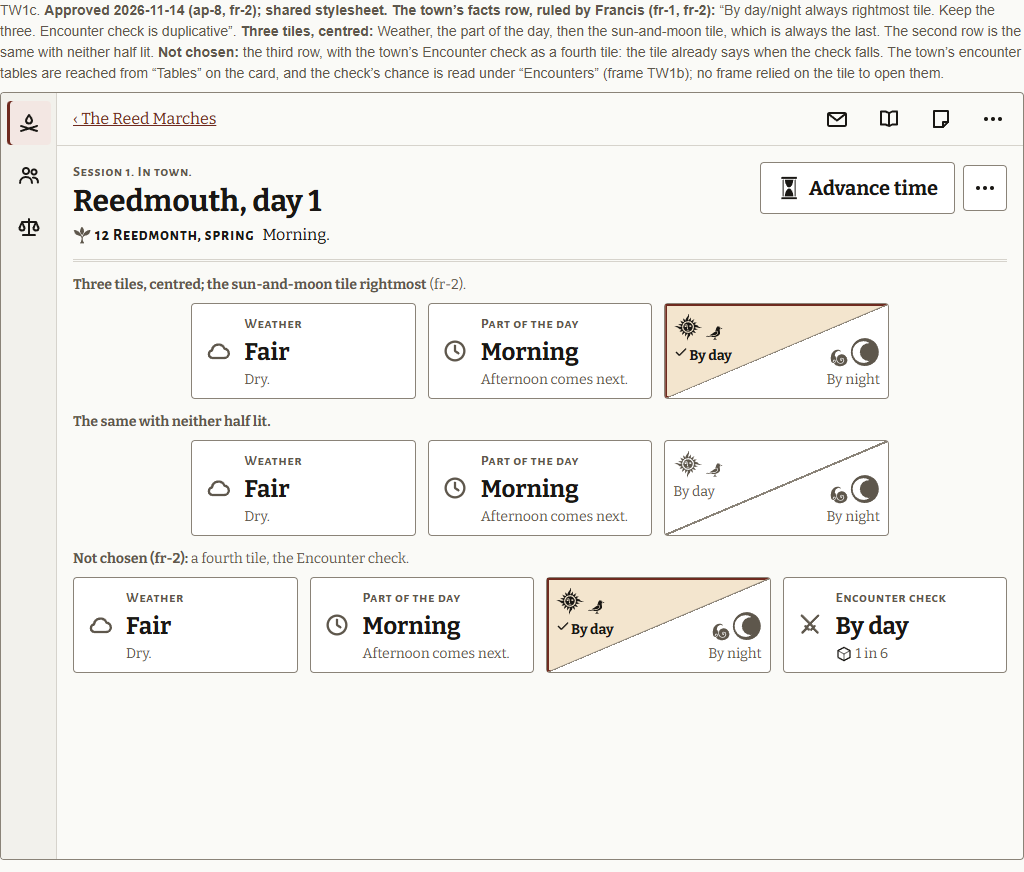 TW1c. Approved 2026-11-14 (ap-8, fr-2); shared stylesheet. The town’s facts row, ruled by Francis (fr-1, fr-2): “By day/night always rightmost tile. Keep the
three. Encounter check is duplicative”. Three tiles, centred: Weather, the part of the day, then the sun-and-moon tile, which is always the last. The second row is the
same with neither half lit. Not chosen: the third row, with the town’s Encounter check as a fourth tile: the tile already says when the check falls. The town’s encounter
tables are reached from “Tables” on the card, and the check’s chance is read under “Encounters” (frame TW1b); no frame relied on the tile to open them.
‹ The Reed Marches
Session 1. In town.
Reedmouth, day 1
Advance time
12 Reedmonth, spring Morning.
Three tiles, centred; the sun-and-moon tile rightmost (fr-2).
Weather
Fair
Dry.
Part of the day
Morning
Afternoon comes next.
By day
By night
The same with neither half lit.
Weather
Fair
Dry.
Part of the day
Morning
Afternoon comes next.
By day
By night
Not chosen (fr-2): a fourth tile, the Encounter check.
Weather
Fair
Dry.
Part of the day
Morning
Afternoon comes next.
By day
By night
Encounter check
By day
1 in 6